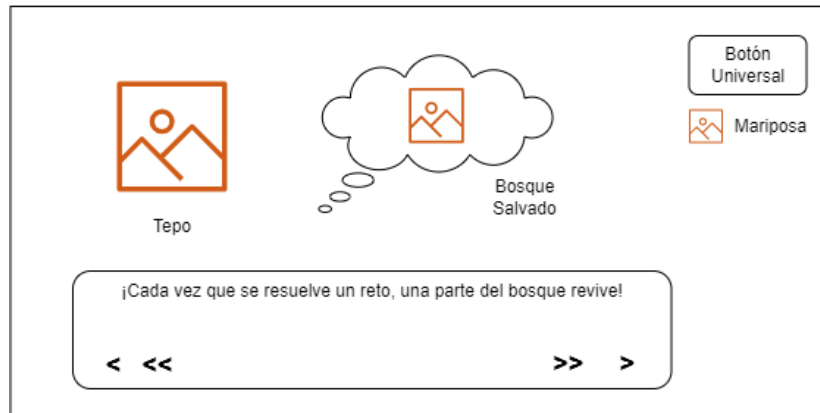 Botón
Universal
Mariposa
Bosque
Salvado
Tepo
¡Cada vez que se resuelve un reto, una parte del bosque revive!
< << >> >